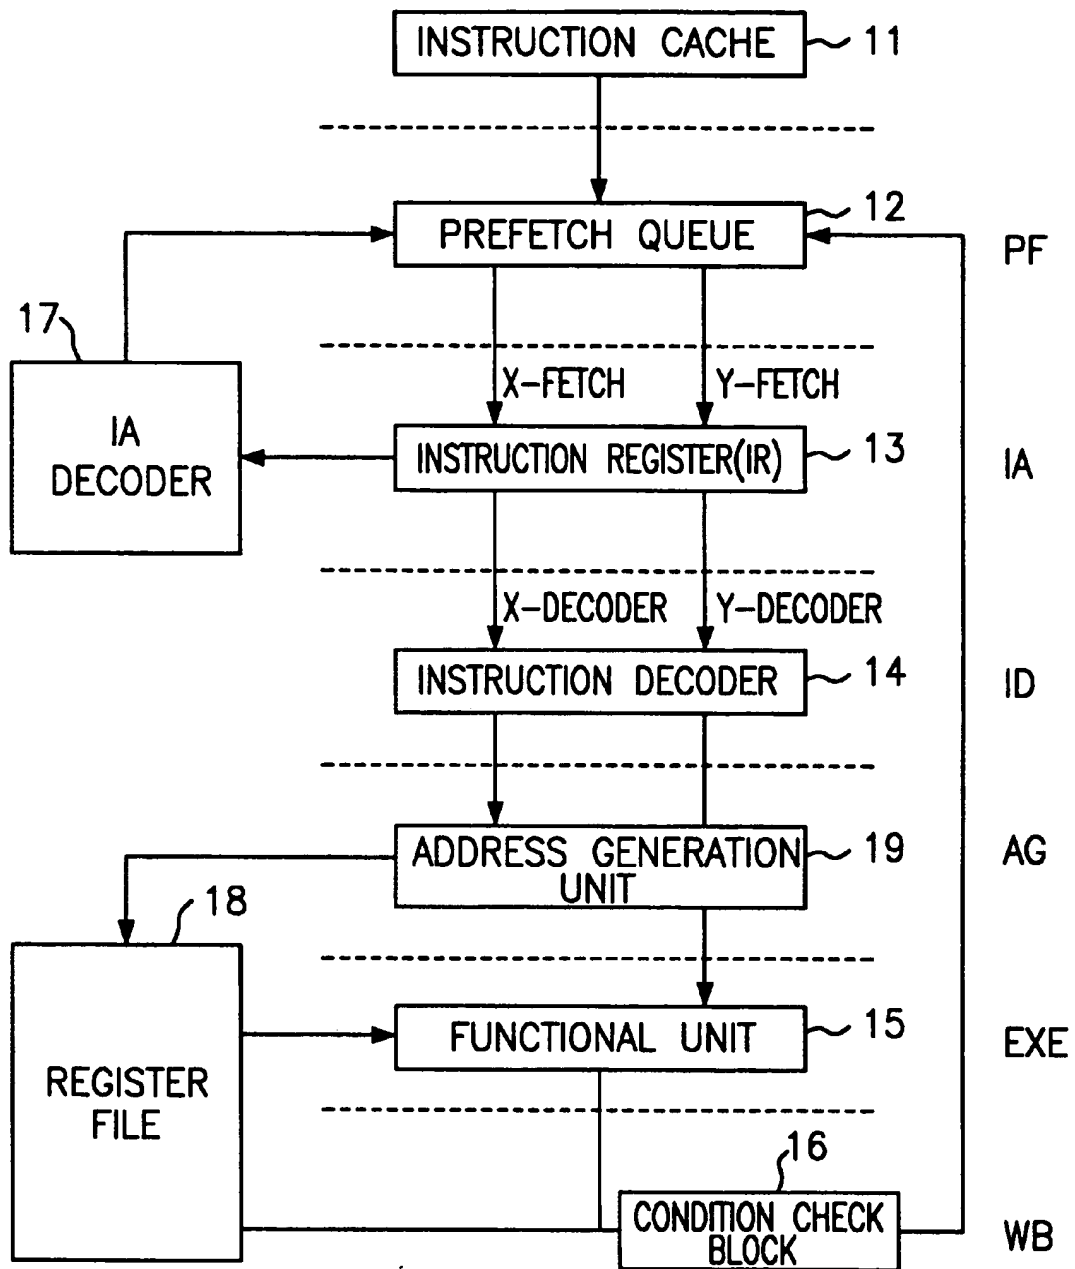 INSTRUCTION CACHE 11
PREFETCH QUEUE 12
PF
17
X-FETCH Y-FETCH
IA
DECODER
INSTRUCTION REGISTER(IR) 13
IA
X-DECODER Y-DECODER
INSTRUCTION DECODER 14
ID
ADDRESS GENERATION
UNIT
19
AG
18
FUNCTIONAL UNIT 15
EXE
REGISTER
FILE
16
CONDITION CHECK
BLOCK
WB